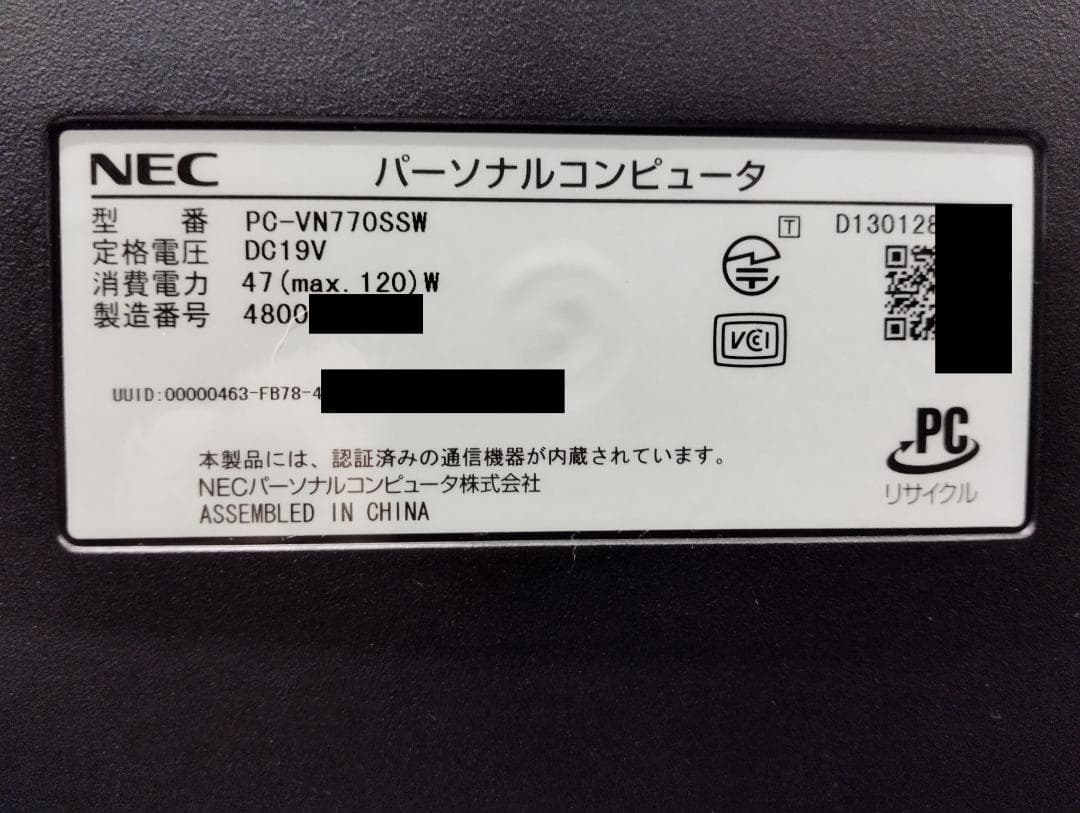 NEC パーソナルコンピュータ
型 番 PC-VN770SSW
定格電圧 DC19V
消費電力 47(max.120)W
製造番号 4800
T D130128
VCI
UUID:00000463-FB78-4
PC
リサイクル
本製品には、認証済みの通信機器が内蔵されています。
NECパーソナルコンピュータ株式会社
ASSEMBLED IN CHINA